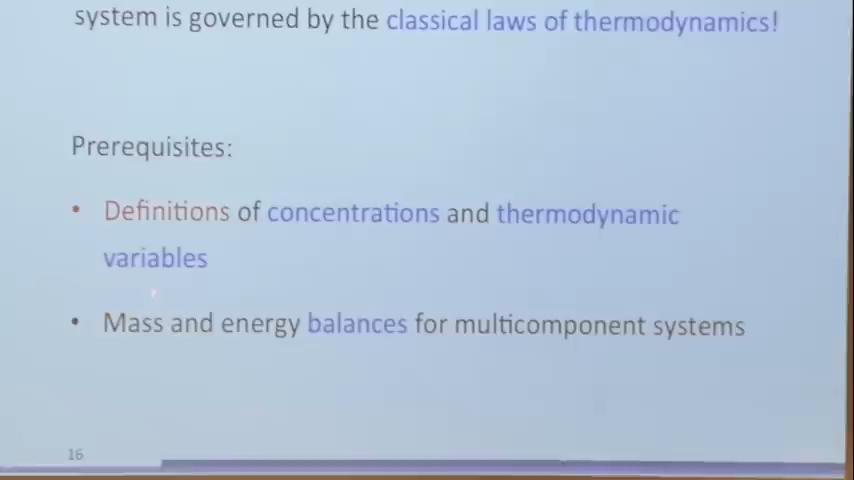 system is governed by the classical laws of thermodynamics!
Prerequisites:
• Definitions of concentrations and thermodynamic
variables
• Mass and energy balances for multicomponent systems
16